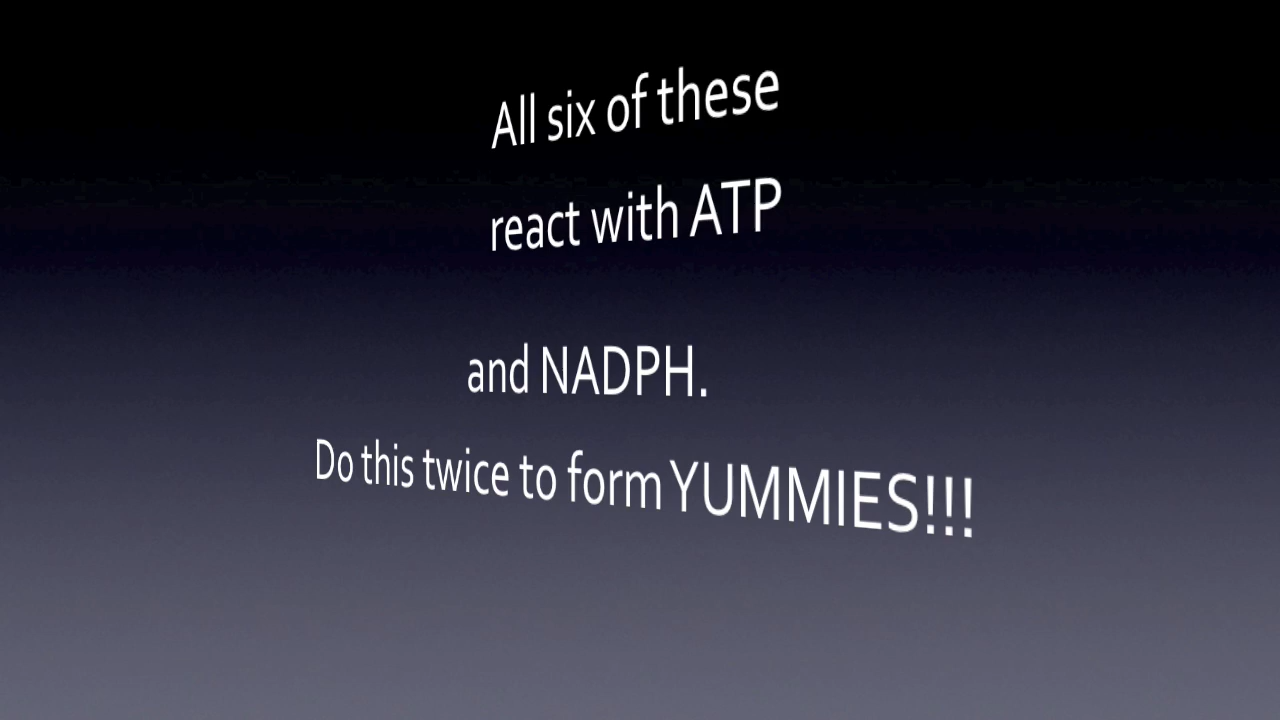 All six of these
react with ATP
and NADPH.
Do this twice to form YUMMIES!!!